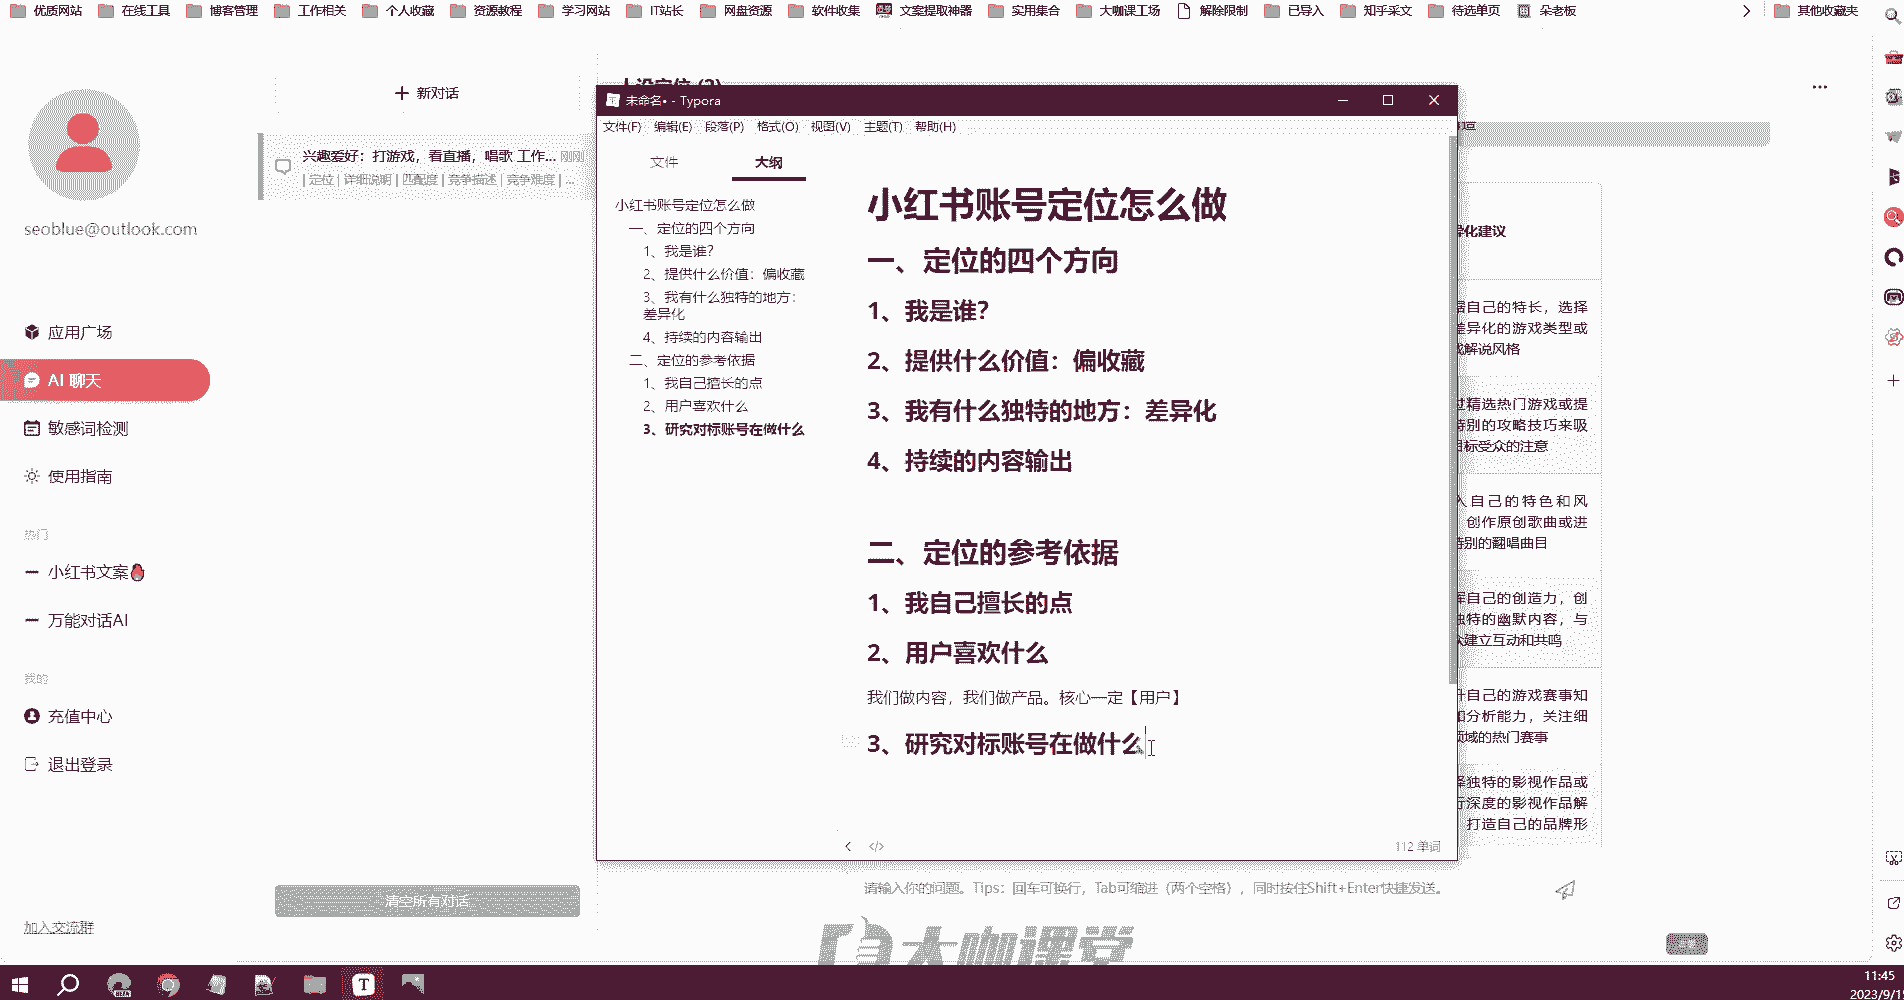 优质网站 在线工具 博客管理 工作相关 个人收藏 资源教程 学习网站 IT站长 网盘资源 软件收集 文案提取神器 实用集合 大咖课工场 解除限制 已导入 知乎采文 待选单页 朵老板 其他收藏夹
seoblue@outlook.com
应用广场
AI 聊天
敏感词检测
使用指南
热门
小红书文案
万能对话AI
我的
充值中心
退出登录
加入交流群
新对话
兴趣爱好：打游戏，看直播，唱歌 工作... 刚刚
| 定位 | 详细说明 | 匹配度 | 竞争描述 | 竞争难度 | ...
清空所有对话
未命名• - Typora
文件(F) 编辑(E) 段落(P) 格式(O) 视图(V) 主题(T) 帮助(H)
文件 大纲
小红书账号定位怎么做
一、定位的四个方向
1、我是谁?
2、提供什么价值：偏收藏
3、我有什么独特的地方：
差异化
4、持续的内容输出
二、定位的参考依据
1、我自己擅长的点
2、用户喜欢什么
3、研究对标账号在做什么
小红书账号定位怎么做
一、定位的四个方向
1、我是谁?
2、提供什么价值：偏收藏
3、我有什么独特的地方：差异化
4、持续的内容输出
二、定位的参考依据
1、我自己擅长的点
2、用户喜欢什么
我们做内容，我们做产品。核心一定【用户】
3、研究对标账号在做什么
112 单词
化建议
自己的特长，选择
差异化的游戏类型或
解说风格
精选热门游戏或提
特别的攻略技巧来吸
目标受众的注意
入自己的特色和风
创作原创歌曲或进
特别的翻唱曲目
自己的创造力，创
独特的幽默内容，与
众建立互动和共鸣
升自己的游戏赛事知
和分析能力，关注细
领域的热门赛事
择独特的影视作品或
行深度的影视作品解
打造自己的品牌形
请输入你的问题。Tips：回车可换行，Tab可缩进（两个空格），同时按住Shift+Enter快捷发送。
大咖课堂
11:45
2023/9/1